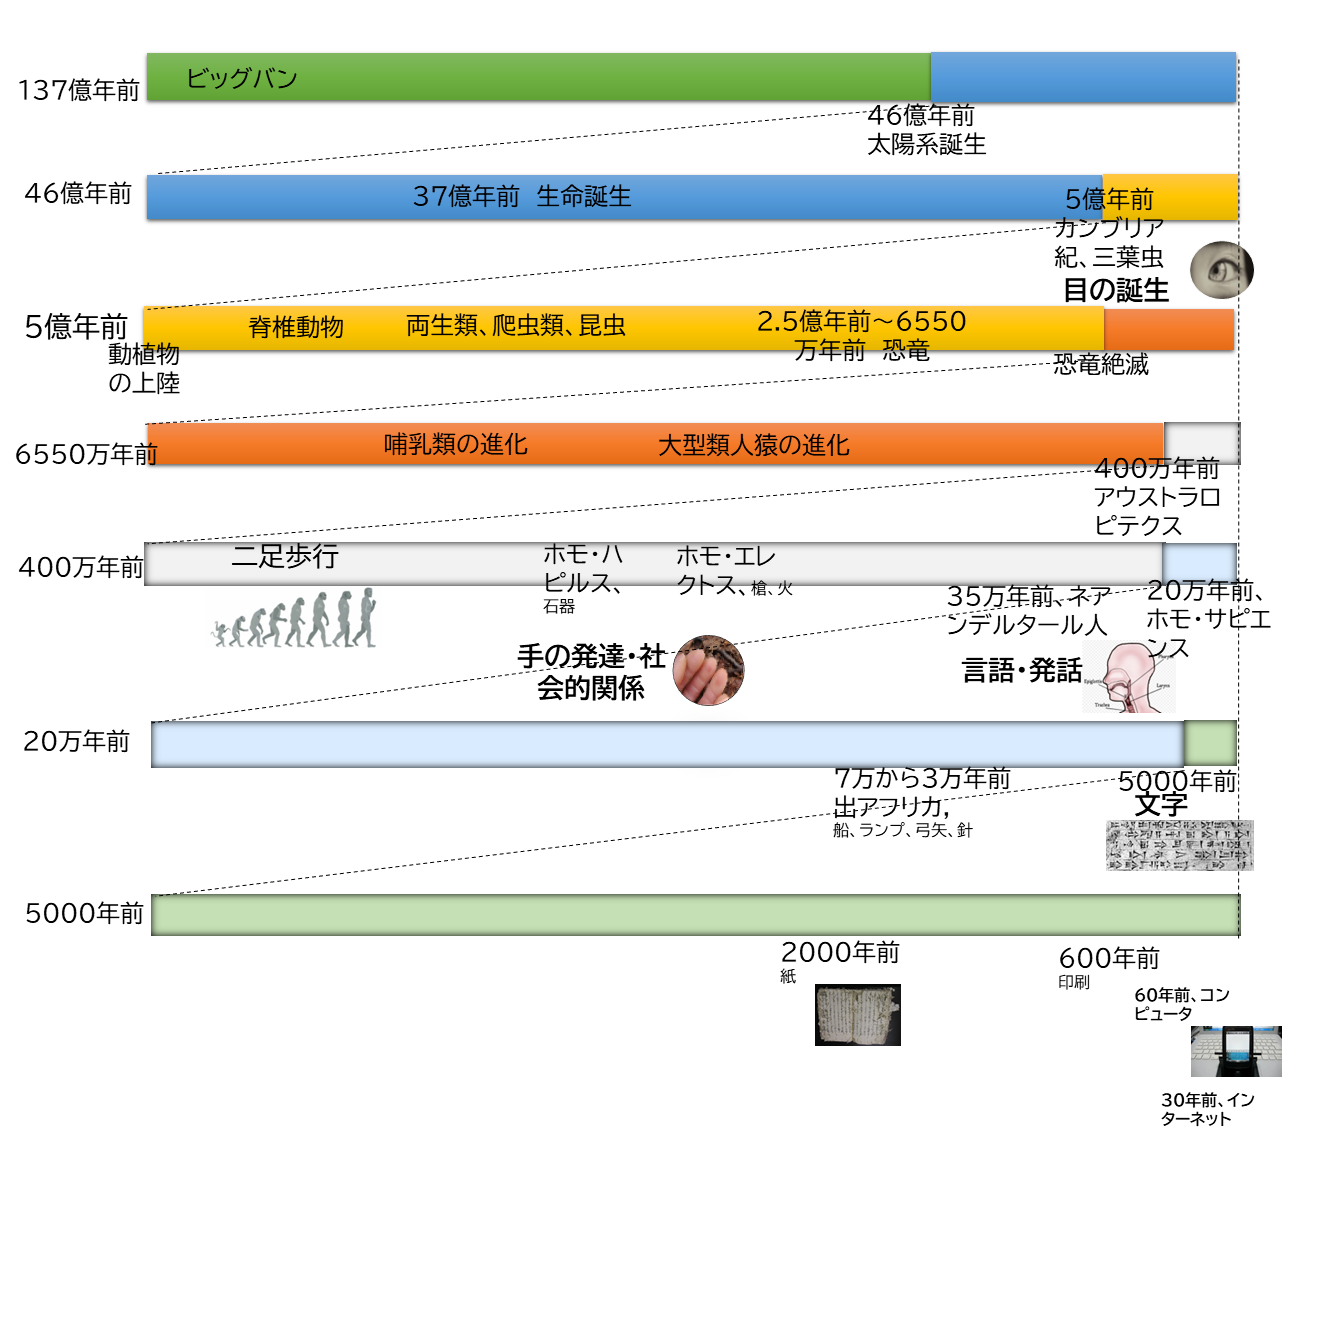 137億年前
ビッグバン
46億年前
太陽系誕生
46億年前
37億年前　生命誕生
5億年前
カンブリア
紀、三葉虫
目の誕生
5億年前
動植物
の上陸
脊椎動物
両生類、爬虫類、昆虫
2.5億年前～6550
万年前　恐竜
恐竜絶滅
6550万年前
哺乳類の進化
大型類人猿の進化
400万年前
アウストラロ
ピテクス
400万年前
二足歩行
ホモ・ハ
ピルス、
石器
ホモ・エレ
クトス、槍、火
35万年前、ネア
ンデルタール人
20万年前、
ホモ・サピエ
ンス
手の発達・社
会的関係
言語・発話
Epiglottis
Larynx
Trachea
20万年前
7万から3万年前
出アフリカ,
船、ランプ、弓矢、針
5000年前
文字
5000年前
2000年前
紙
600年前
印刷
60年前、コン
ピュータ
30年前、イン
ターネット